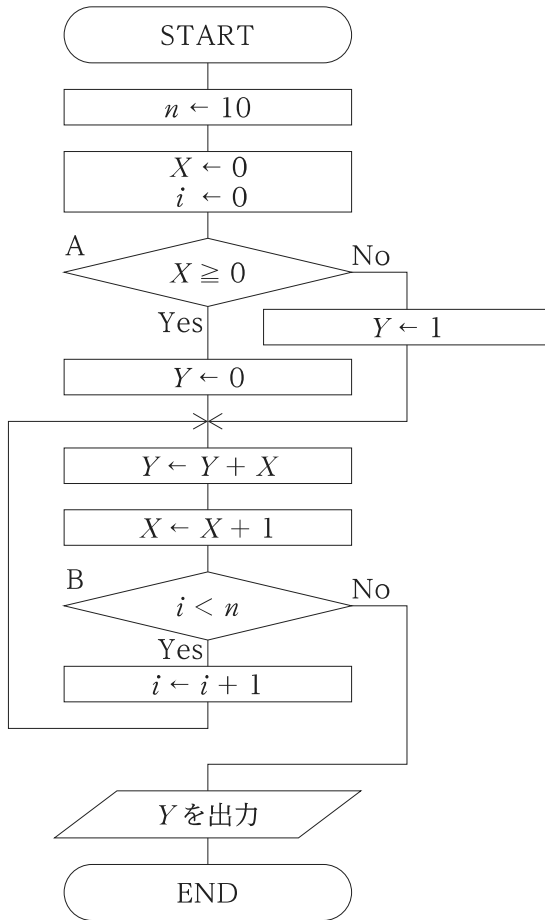 START
n ← 10
X ← 0
i ← 0
A
X ≧ 0
No
Yes
Y ← 1
Y ← 0
Y ← Y + X
X ← X + 1
B
i < n
No
Yes
i ← i + 1
Yを出力
END